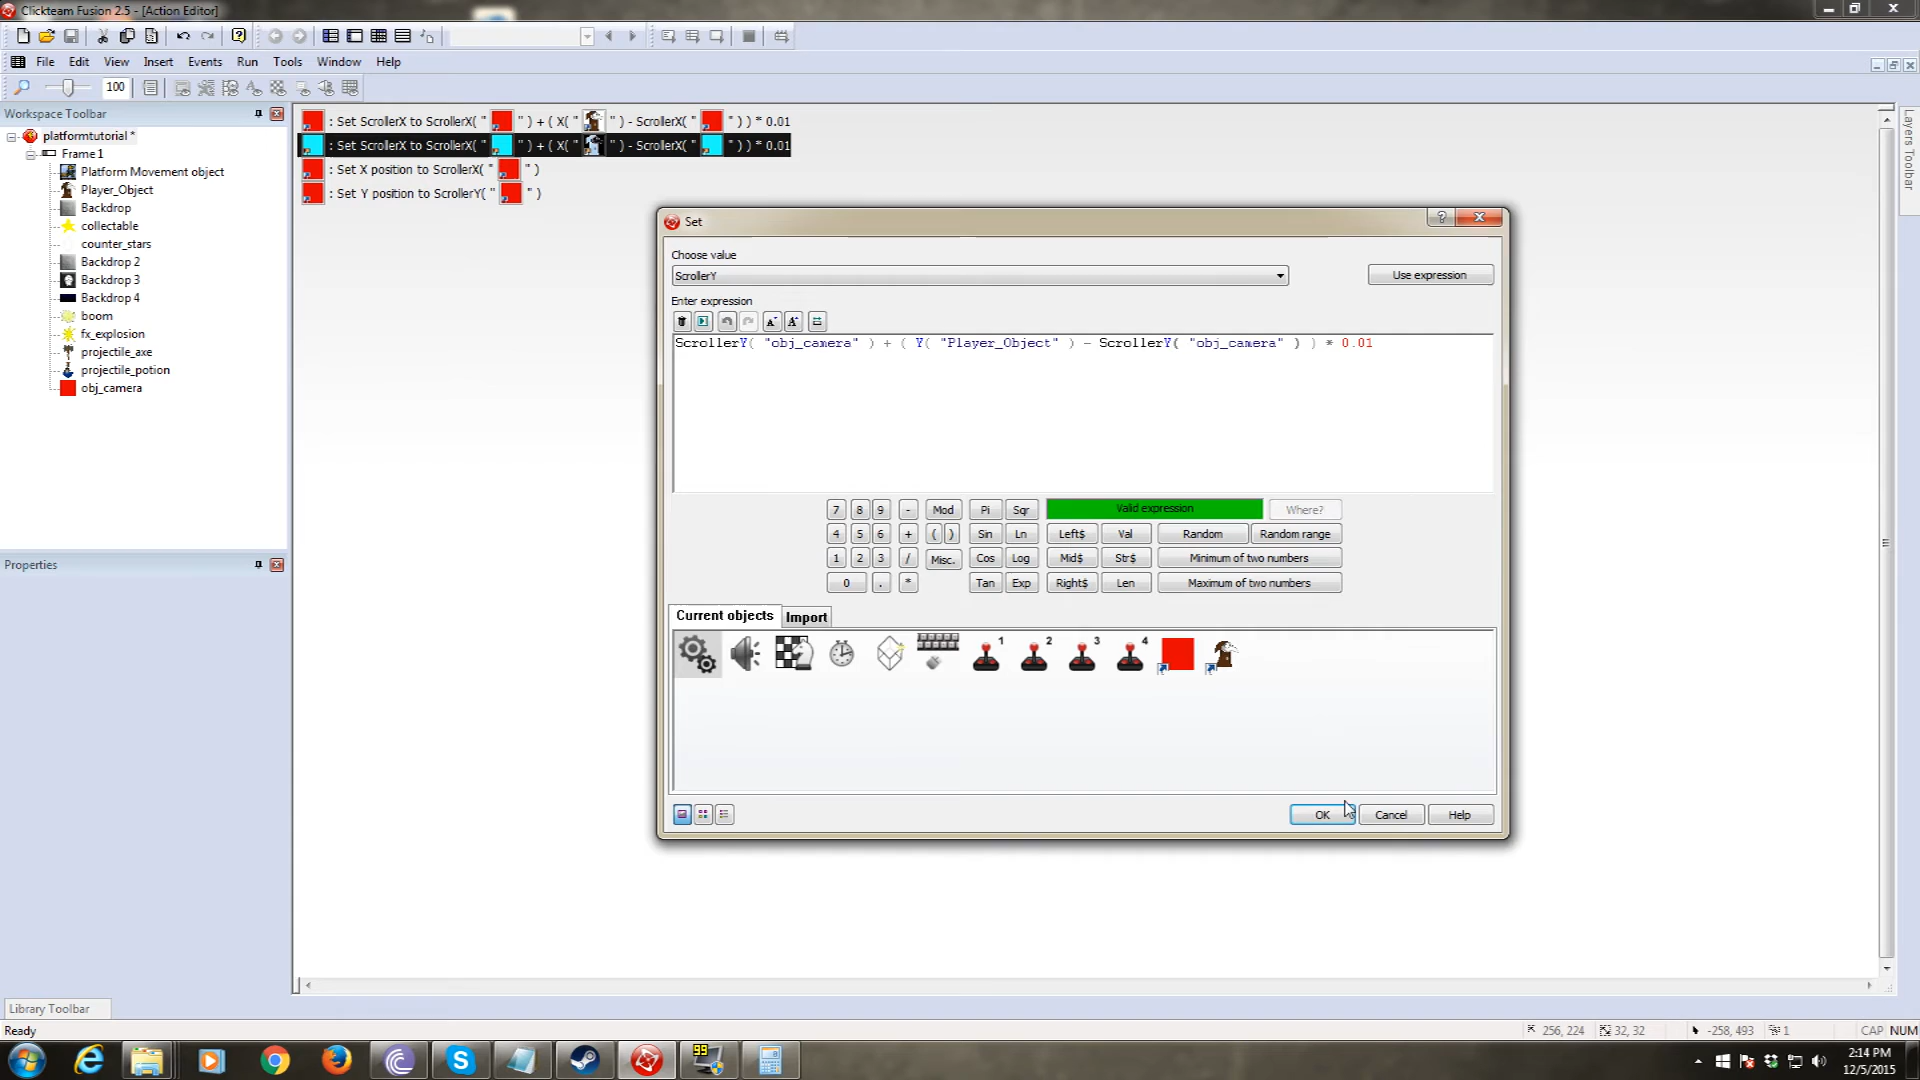 Clickteam Fusion 2.5 - [Action Editor]
File Edit View Insert Events Run Tools Window Help
100
Workspace Toolbar
platformtutorial *
Frame 1
Platform Movement object
Player_Object
Backdrop
collectable
counter_stars
Backdrop 2
Backdrop 3
Backdrop 4
boom
fx_explosion
projectile_axe
projectile_potion
obj_camera
Properties
Library Toolbar
Ready
: Set ScrollerX to ScrollerX( " " ) + ( X( " " ) - ScrollerX( " " ) ) * 0.01
: Set ScrollerX to ScrollerX( " " ) + ( X( " " ) - ScrollerX( " " ) ) * 0.01
: Set X position to ScrollerX( " " )
: Set Y position to ScrollerY( " " )
Set
Choose value
ScrollerY
Use expression
Enter expression
ScrollerY( "obj_camera" ) + ( Y( "Player_Object" ) - ScrollerY( "obj_camera" ) ) * 0.01
7 8 9 - Mod Pi Sqr Valid expression Where?
4 5 6 + ( ) Sin Ln Left$ Val Random Random range
1 2 3 / Misc. Cos Log Mid$ Str$ Minimum of two numbers
0 . * Tan Exp Right$ Len Maximum of two numbers
Current objects Import
1 2 3 4
OK Cancel Help
Layers Toolbar
256, 224 32, 32 -258, 493 1 CAP NUM
99
2:14 PM
12/5/2015